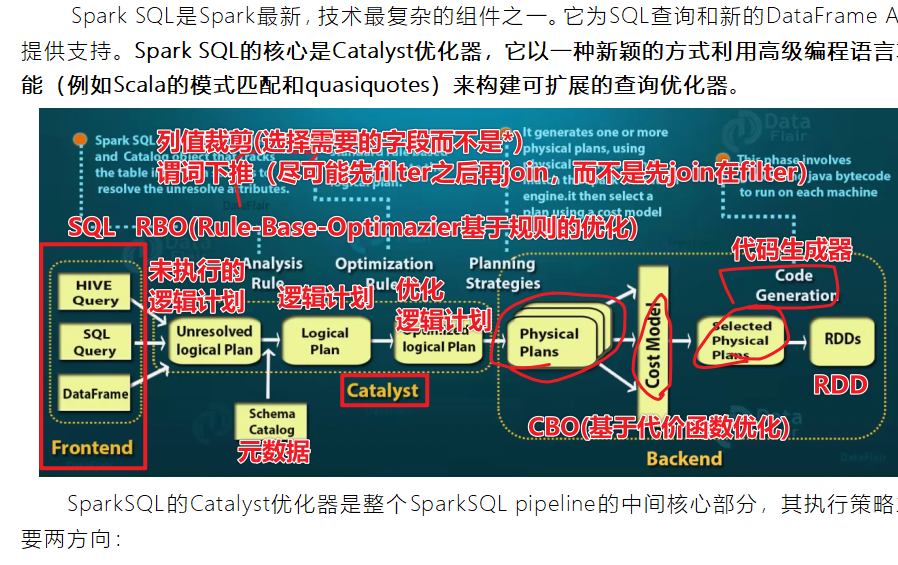 Spark SQL是Spark最新,技术最复杂的组件之一。它为SQL查询和新的DataFrame A
提供支持。Spark SQL的核心是Catalyst优化器，它以一种新颖的方式利用高级编程语言
能（例如Scala的模式匹配和quasiquotes）来构建可扩展的查询优化器。
Data
Flair
Spark SQL
and Catalog object that tracks
the table in
to
resolve the unresolve attributes.
列值裁剪(选择需要的字段而不是*)
谓词下推（尽可能先filter之后再join，而不是先join在filter）
It generates one or more
physical plans, using
physical
engine.it then select a
plan using a cost model
This phase involves
java bytecode
to run on each machine
SQL RBO(Rule-Base-Optimazier基于规则的优化)
代码生成器
Code
Generation
未执行的
逻辑计划
Analysis
Rule
逻辑计划
Optimization
Rule
优化
逻辑计划
Planning
Strategies
HIVE
Query
SQL
Query
DataFrame
Frontend
Unresolved
logical Plan
Logical
Plan
Optimized
logical Plan
Physical
Plans
Cost Model
Selected
Physical
Plans
RDDs
RDD
Catalyst
Schema
Catalog
元数据
CBO(基于代价函数优化)
Backend
SparkSQL的Catalyst优化器是整个SparkSQL pipeline的中间核心部分，其执行策略
要两方向：